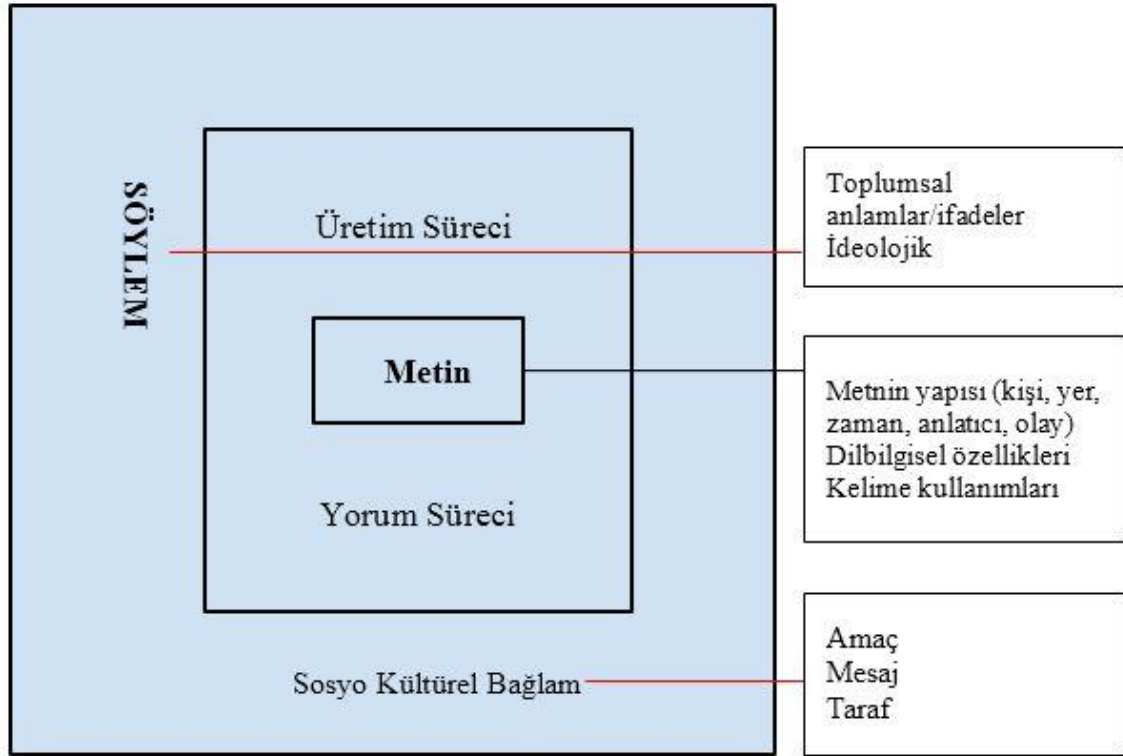 SÖYLEM
Üretim Süreci
Metin
Yorum Süreci
Sosyo Kültürel Bağlam
Toplumsal
anlamlar/ifadeler
İdeolojik
Metnin yapısı (kişi, yer,
zaman, anlatıcı, olay)
Dilbilgisel özellikleri
Kelime kullanımları
Amaç
Mesaj
Taraf